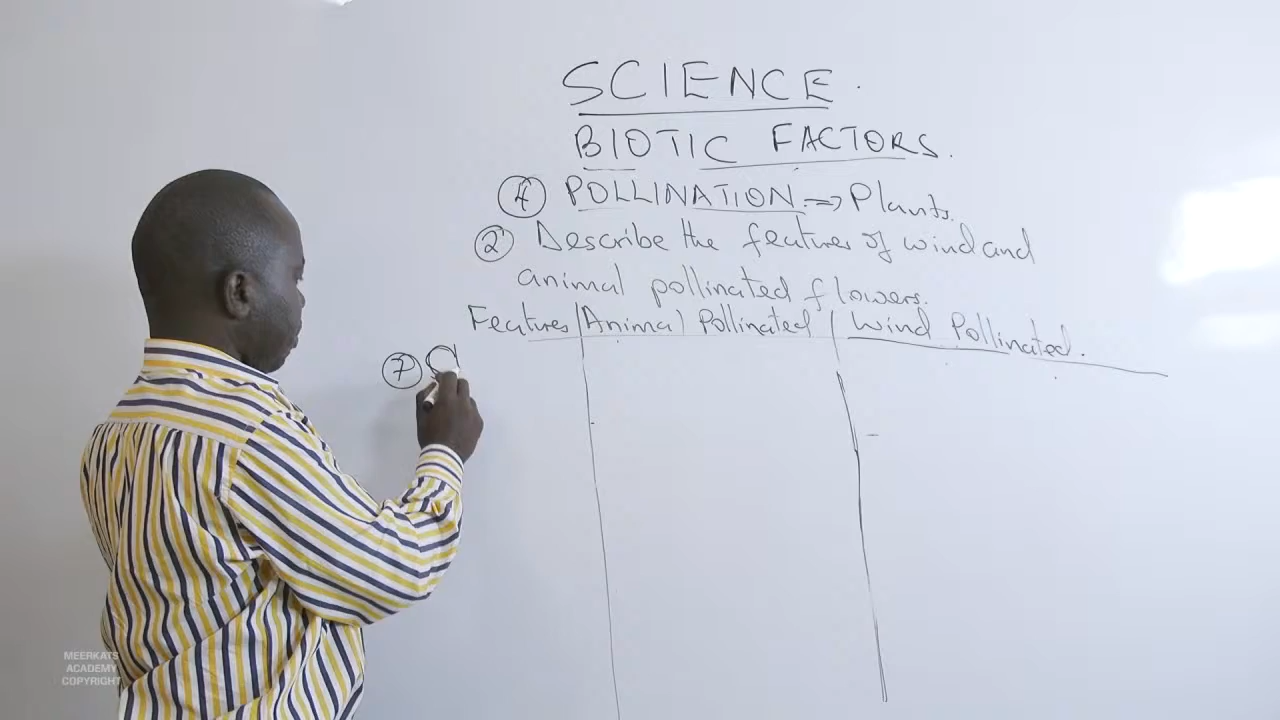 SCIENCE.
BIOTIC FACTORS.
4 POLLINATION => Plants.
2 Describe the features of wind and
animal pollinated flowers.
Features Animal Pollinated Wind Pollinated.
7
MEERKATS
ACADEMY
COPYRIGHT